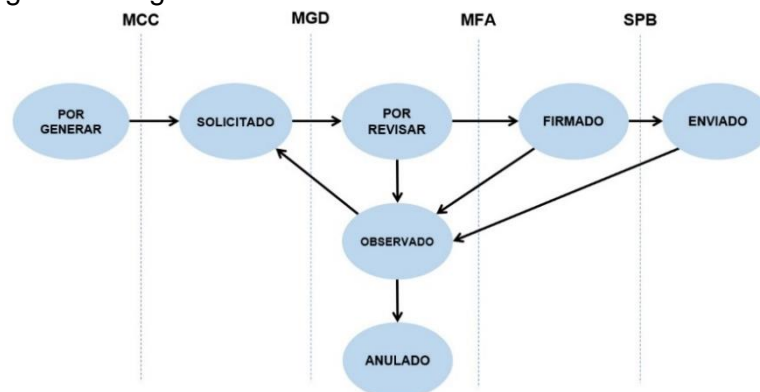 MCC MGD MFA SPB
POR
GENERAR
SOLICITADO
POR
REVISAR
FIRMADO
ENVIADO
OBSERVADO
ANULADO